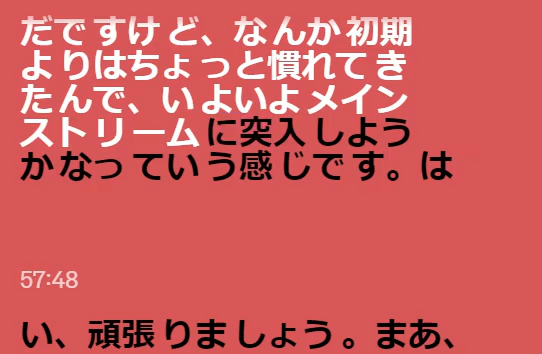 だですけど、なんか初期
よりはちょっと慣れてき
たんで、いよいよメイン
ストリームに突入しよう
かなっていう感じです。は
57:48
い、頑張りましょう。まあ、